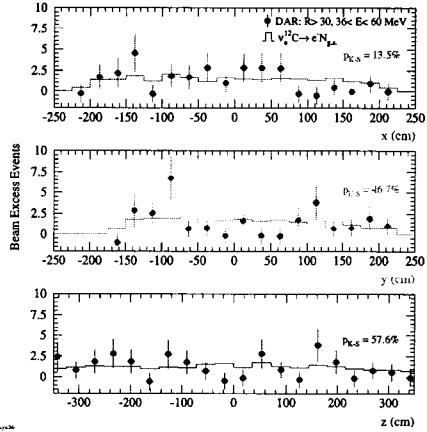 DAR: R> 30, 36< E< 60 MeV
νₑ¹²C→ e⁻N_g.s.
p_K-S = 13.5%
10
7.5
5
2.5
0
-250 -200 -150 -100 -50 0 50 100 150 200 250
x (cm)
Beam Excess Events
10
7.5
5
2.5
0
-250 -200 -150 -100 -50 0 50 100 150 200 250
y (cm)
p_K-S = 57.6%
10
7.5
5
2.5
0
-300 -200 -100 0 100 200 300
z (cm)